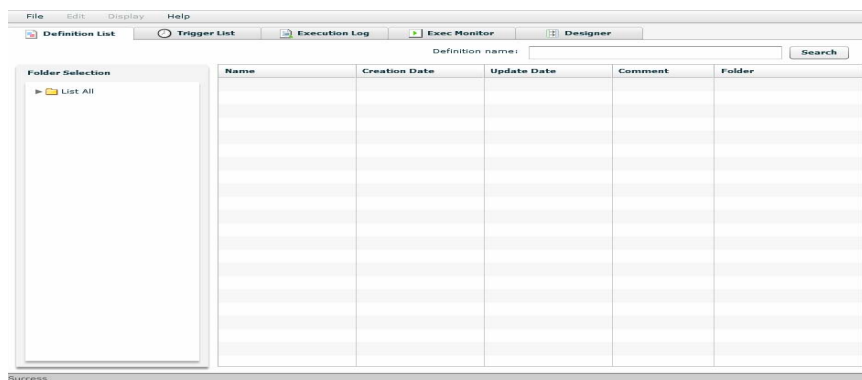 File Edit Display Help
Definition List Trigger List Execution Log Exec Monitor Designer
Definition name: Search
Folder Selection Name Creation Date Update Date Comment Folder
List All
Success